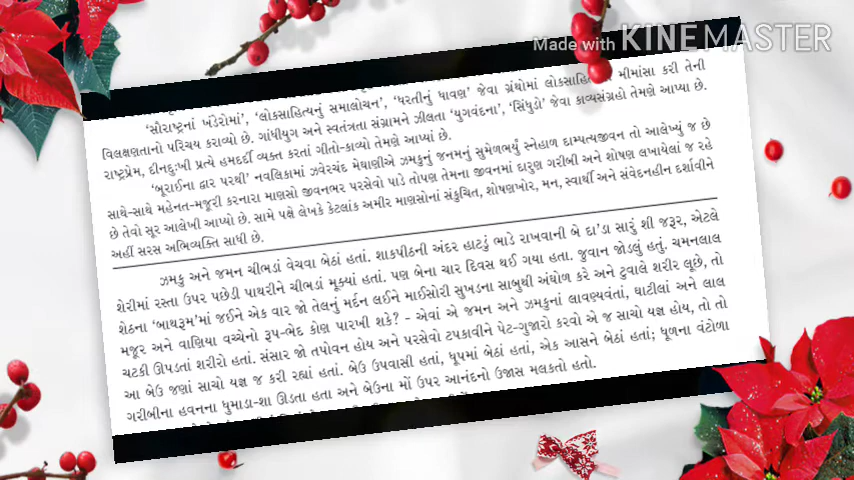 Made with KINEMASTER
'સૌરાષ્ટ્રનાં ખંડેરોમાં', 'લોકસાહિત્યનું સમાલોચન', 'ધરતીનું ધાવણ' જેવા ગ્રંથોમાં મીમાંસા કરી તેની
વિલક્ષણતાનો પરિચય કરાવ્યો છે. ગાંધીયુગ અને સ્વતંત્રતા સંગ્રામને ઝીલતા 'યુગવંદના', 'સિંધુડો' જેવા કાવ્યસંગ્રહો તેમણે આપ્યા છે.
રાષ્ટ્રપ્રેમ, દીનદુઃખી પ્રત્યે હમદર્દી વ્યક્ત કરતાં ગીતો-કાવ્યો તેમણે આપ્યાં છે.
'બૂરાઈના દ્વાર પરથી' નવલિકામાં ઝવેરચંદ મેઘાણીએ ઝમકુનું જનમનું સુમેળભર્યું સ્નેહાળ દામ્પત્યજીવન તો આલેખ્યું જ છે
સાથે-સાથે મહેનત-મજૂરી કરનારા માણસો જીવનભર પરસેવો પાડે તોપણ તેમના જીવનમાં દારુણ ગરીબી અને શોષણ લખાયેલાં જ રહે
છે તેવો સૂર આલેખી આપ્યો છે. સામે પક્ષે લેખકે કેટલાંક અમીર માણસોનાં સંકુચિત, શોષણખોર, મન, સ્વાર્થી અને સંવેદનહીન દર્શાવીને
અહીં સરસ અભિવ્યક્તિ સાધી છે.
ઝમકુ અને જમન ચીભડાં વેચવા બેઠાં હતાં. શાકપીઠની અંદર હાટડું ભાડે રાખવાની બે દા'ડા સારું શી જરૂર, એટલે
શેરીમાં રસ્તા ઉપર પછેડી પાથરીને ચીભડાં મૂક્યાં હતાં. પણ બેના ચાર દિવસ થઈ ગયા હતા. જુવાન જોડલું હતું. ચમનલાલ
શેઠના 'બાથરૂમ'માં જઈને એક વાર જો તેલનું મર્દન લઈને માઈસોરી સુખડના સાબુથી અંઘોળ કરે અને ટુવાલે શરીર લૂછે, તો
મજૂર અને વાણિયા વચ્ચેનો રૂપ-ભેદ કોણ પારખી શકે? - એવાં એ જમન અને ઝમકુનાં લાવણ્યવંતાં, ઘાટીલાં અને લાલ
ચટકી ઊપડતાં શરીરો હતાં. સંસાર જો તપોવન હોય અને પરસેવો ટપકાવીને પેટ-ગુજારો કરવો એ જ સાચો યજ્ઞ હોય, તો તો
આ બેઉ જણાં સાચો યજ્ઞ જ કરી રહ્યાં હતાં. બેઉ ઉપવાસી હતાં, ધૂપમાં બેઠાં હતાં, એક આસને બેઠાં હતાં; ધૂળના વંટોળા
ગરીબીના હવનના ધુમાડા-શા ઊડતા હતા અને બેઉના મોં ઉપર આનંદનો ઉજાસ મલકતો હતો.